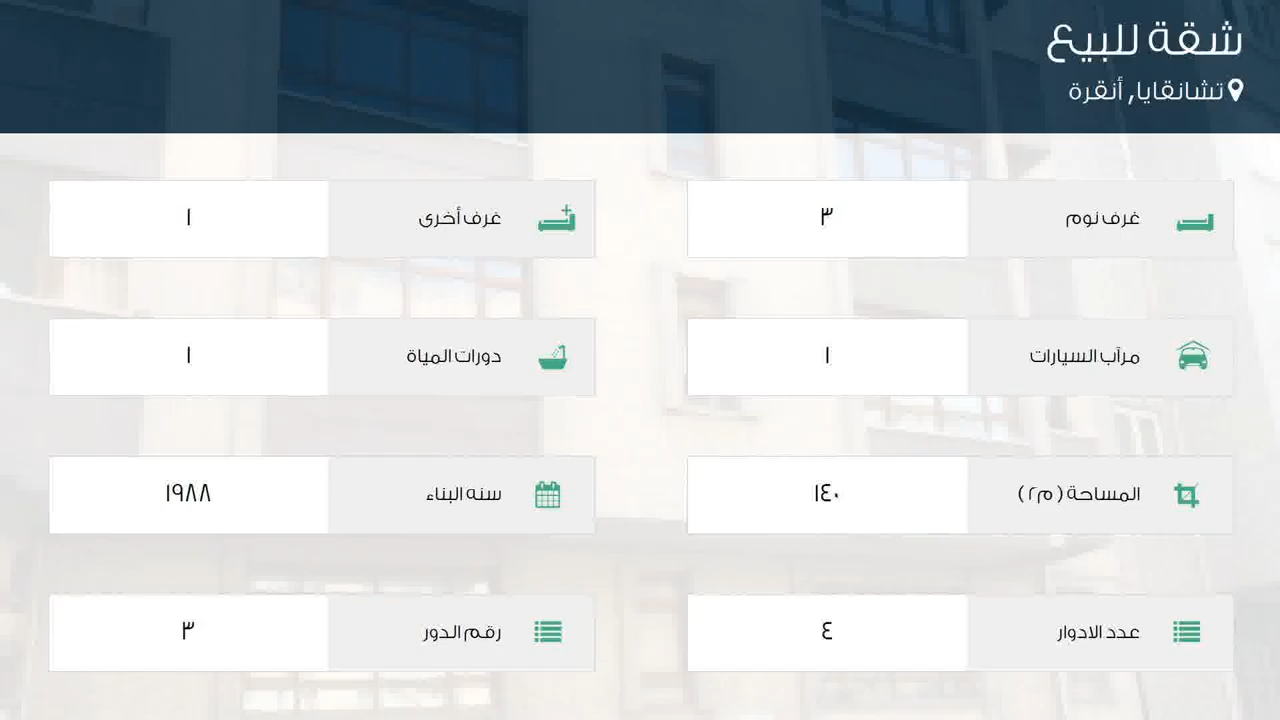 شقة للبيع
تشانقايا, أنقرة
غرف نوم ٣
غرف أخرى ١
مرآب السيارات ١
دورات المياة ١
المساحة (م٢) ١٤٠
سنه البناء ١٩٨٨
عدد الادوار ٤
رقم الدور ٣